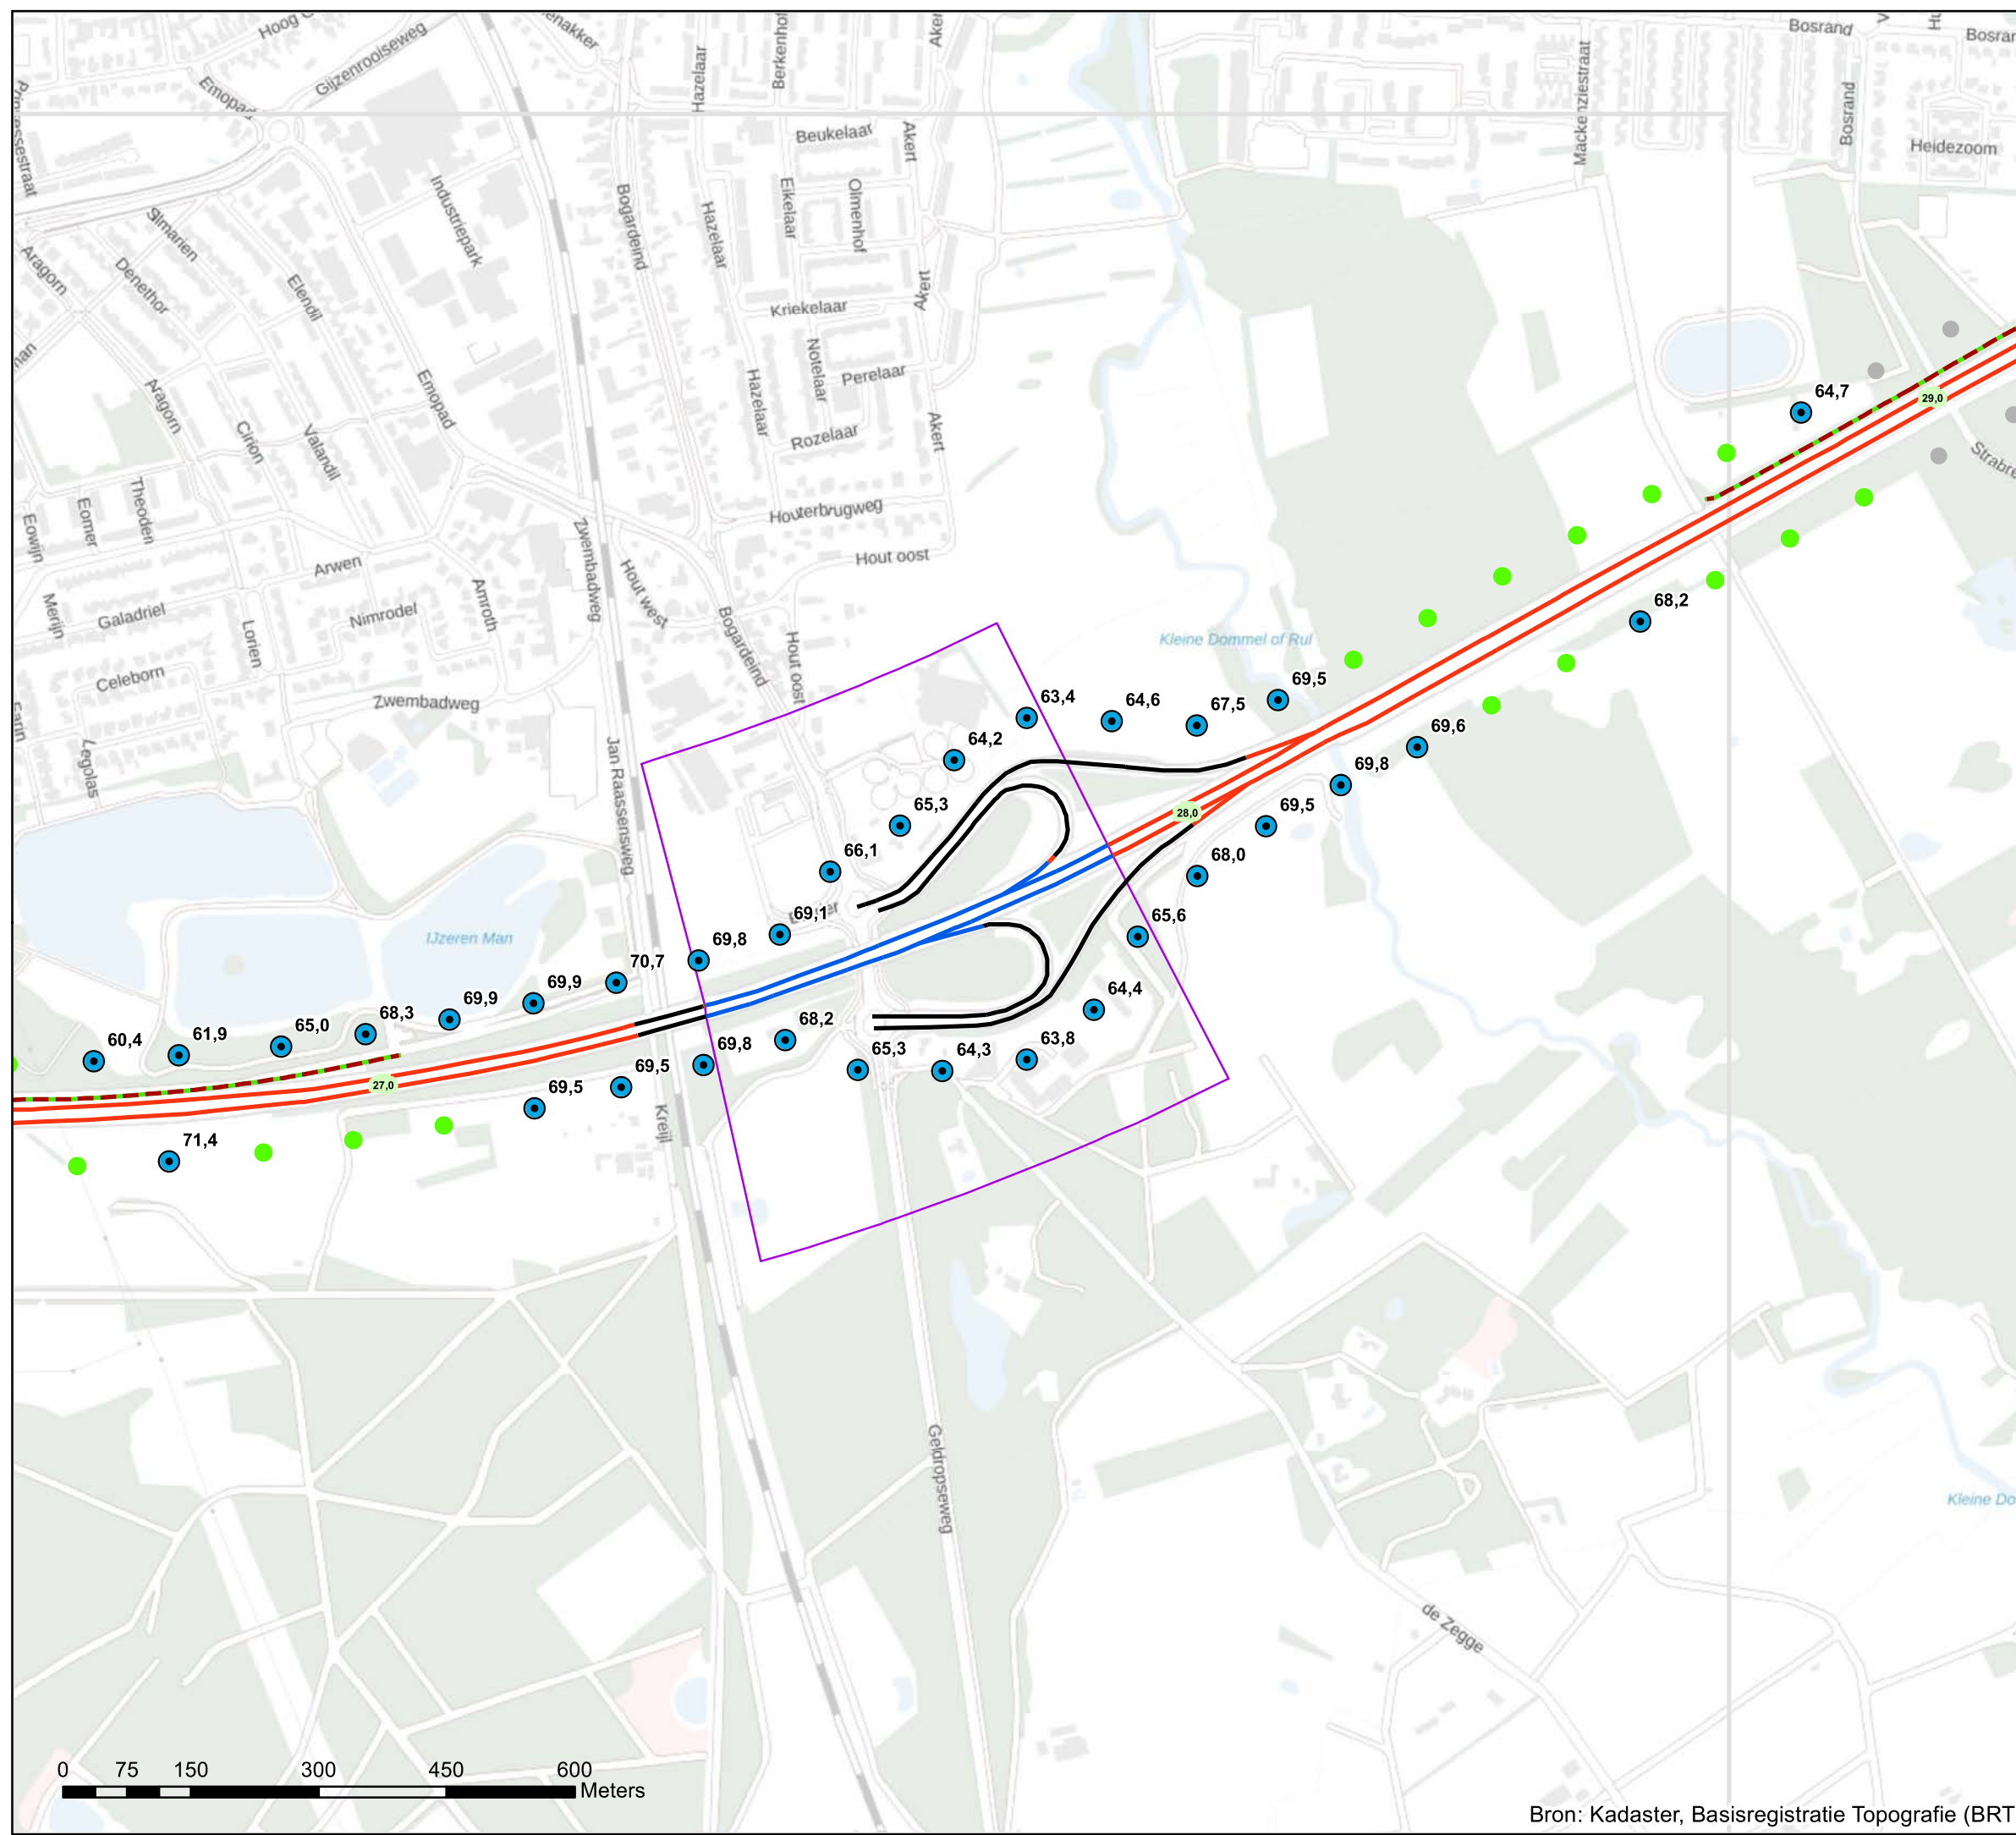 Gijzenrooiseweg
Emopad
Hazelaar
Berkenhof
Bosrand
Mackenziestraat
Bosrand
Heidezoom
Beukelaar
Akert
Industriepark
Bogardeind
Hazelaar
Eikelaar
Olmenhof
Silmarien
Aragorn
Denethor
Elendil
Akert
Kriekelaar
Notelaar
Perelaar
Hazelaar
Aragorn
Emopad
Cirion
Valandil
Rozelaar
Akert
64,7
29,0
Theoden
Eomer
Eowijn
Houterbrugweg
Hout oost
Zwembadweg
Hout west
Arwen
Amroth
Merijn
Galadriel
Nimrodel
Lorien
Bogardeind
Hout oost
Kleine Dommel of Rul
68,2
Celeborn
Zwembadweg
Legolas
Jan Raassensweg
63,4
64,6
67,5
69,5
64,2
69,6
69,8
65,3
28,0
69,5
66,1
68,0
69,1
65,6
IJzeren Man
69,8
70,7
69,9
69,9
68,3
65,0
61,9
60,4
64,4
68,2
69,8
65,3
64,3
63,8
27,0
69,5
69,5
Kreijl
71,4
Geldropseweg
Kleine Do
de Zegge
0 75 150 300 450 600
Meters
Bron: Kadaster, Basisregistratie Topografie (BRT